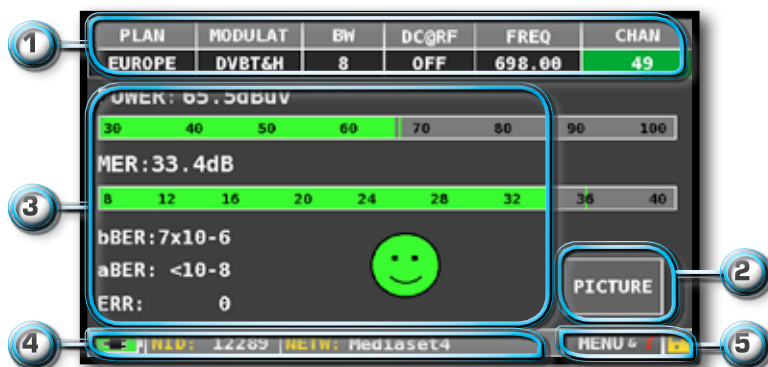 PLAN MODULAT BW DC@RF FREQ CHAN
EUROPE DVBT&H 8 OFF 698.00 49
1
POWER: 65.5dBuV
30 40 50 60 70 80 90 100
MER:33.4dB
8 12 16 20 24 28 32 36 40
3
bBER:7x10-6
aBER: <10-8
ERR: 0
PICTURE
2
4
NID: 12289 NETW: Mediaset4
MENU &
5